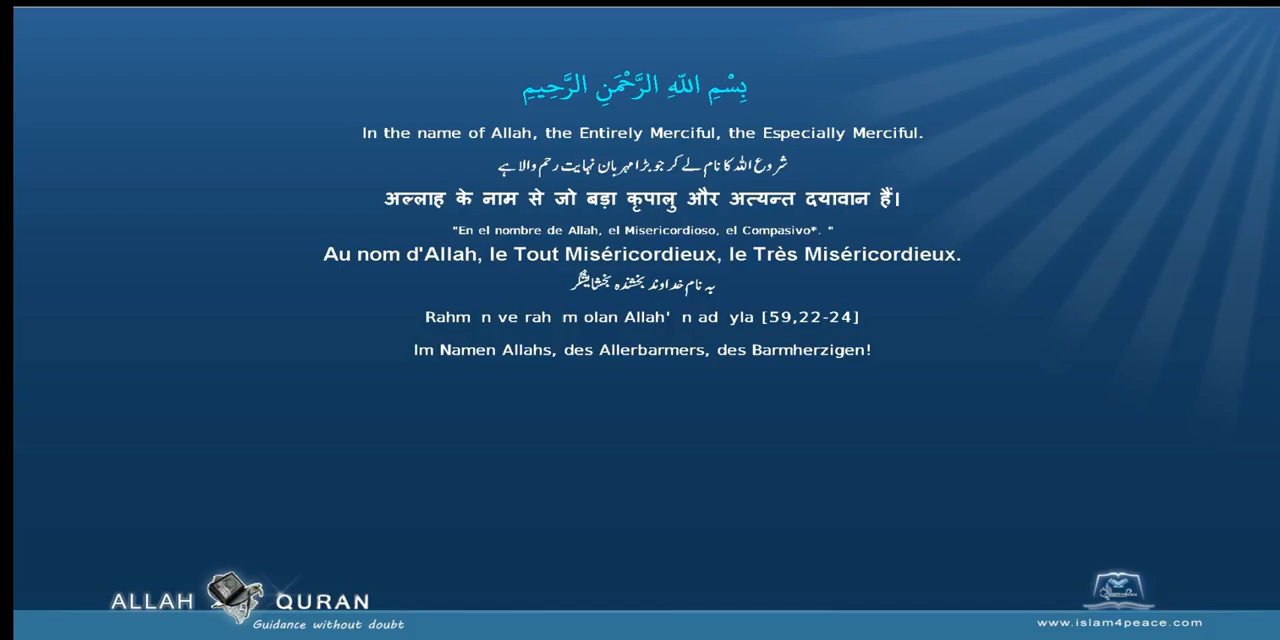 بِسْمِ اللّهِ الرَّحْمَنِ الرَّحِيمِ
In the name of Allah, the Entirely Merciful, the Especially Merciful.
شروع الله کا نام لے کر جو بڑا مہربان نہایت رحم والا ہے
अल्लाह के नाम से जो बड़ा कृपालु और अत्यन्त दयावान हैं।
"En el nombre de Allah, el Misericordioso, el Compasivo*. "
Au nom d'Allah, le Tout Miséricordieux, le Très Miséricordieux.
به نام خداوند بخشنده بخشایشگر
Rahm n ve rah m olan Allah' n ad yla [59,22-24]
Im Namen Allahs, des Allerbarmers, des Barmherzigen!
ALLAH QURAN
Guidance without doubt
www.islam4peace.com